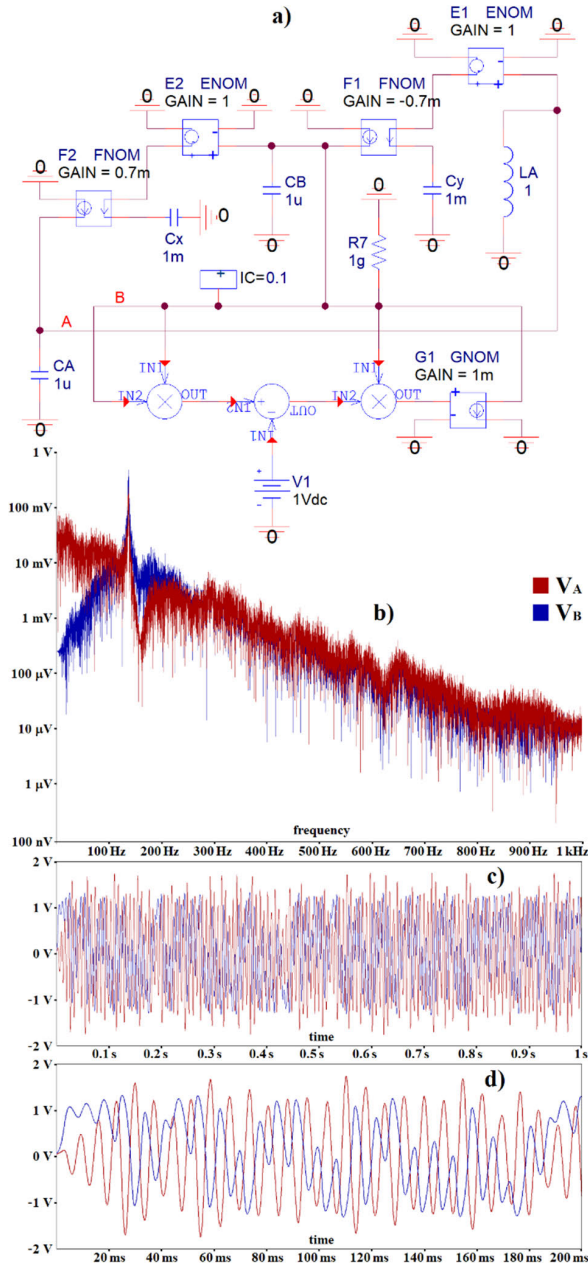 a)
E1 ENOM
GAIN = 1
0
0
E2 ENOM
GAIN = 1
F1 FNOM
GAIN = -0.7m
0
0
0
F2 FNOM
GAIN = 0.7m
0
CB
1u
Cy
1m
LA
1
Cx
1m
0
0
0
R7
1g
0
0
IC=0.1
B
A
CA
1u
0
IN1
IN2
OUT
IN2
OUT
IN1
IN1
IN2
OUT
G1 GNOM
GAIN = 1m
0
0
V1
1Vdc
0
1 V
100 mV
10 mV
1 mV
100 µV
10 µV
1 µV
100 nV
b)
VA
VB
frequency
100 Hz 200 Hz 300 Hz 400 Hz 500 Hz 600 Hz 700 Hz 800 Hz 900 Hz 1 kHz
c)
2 V
1 V
0 V
-1 V
-2 V
time
0.1 s 0.2 s 0.3 s 0.4 s 0.5 s 0.6 s 0.7 s 0.8 s 0.9 s 1 s
d)
2 V
1 V
0 V
-1 V
-2 V
time
20 ms 40 ms 60 ms 80 ms 100 ms 120 ms 140 ms 160 ms 180 ms 200 ms